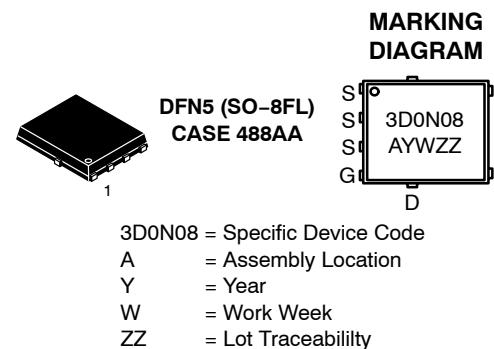 MARKING
DIAGRAM
DFN5 (SO−8FL)
CASE 488AA
1
S
S
S
G
D
3D0N08
AYWZZ
3D0N08 = Specific Device Code
A = Assembly Location
Y = Year
W = Work Week
ZZ = Lot Traceabililty